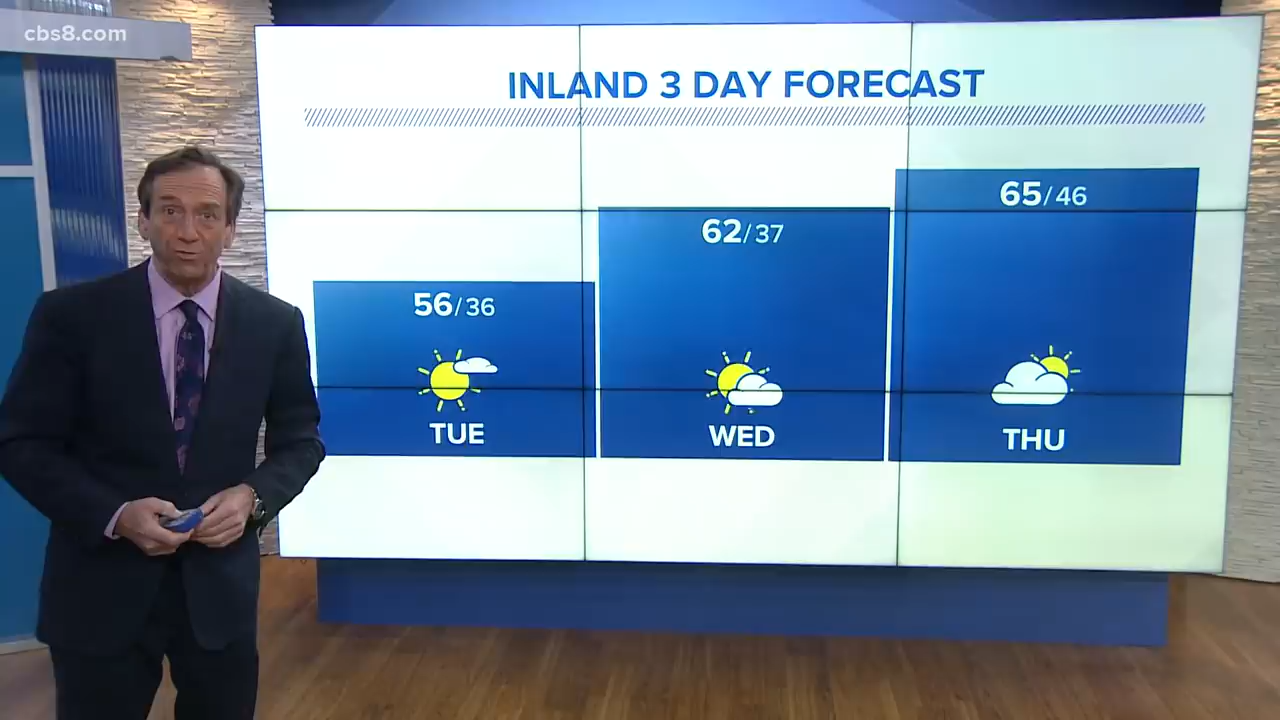 cbs8.com
INLAND 3 DAY FORECAST
56/36
TUE
62/37
WED
65/46
THU